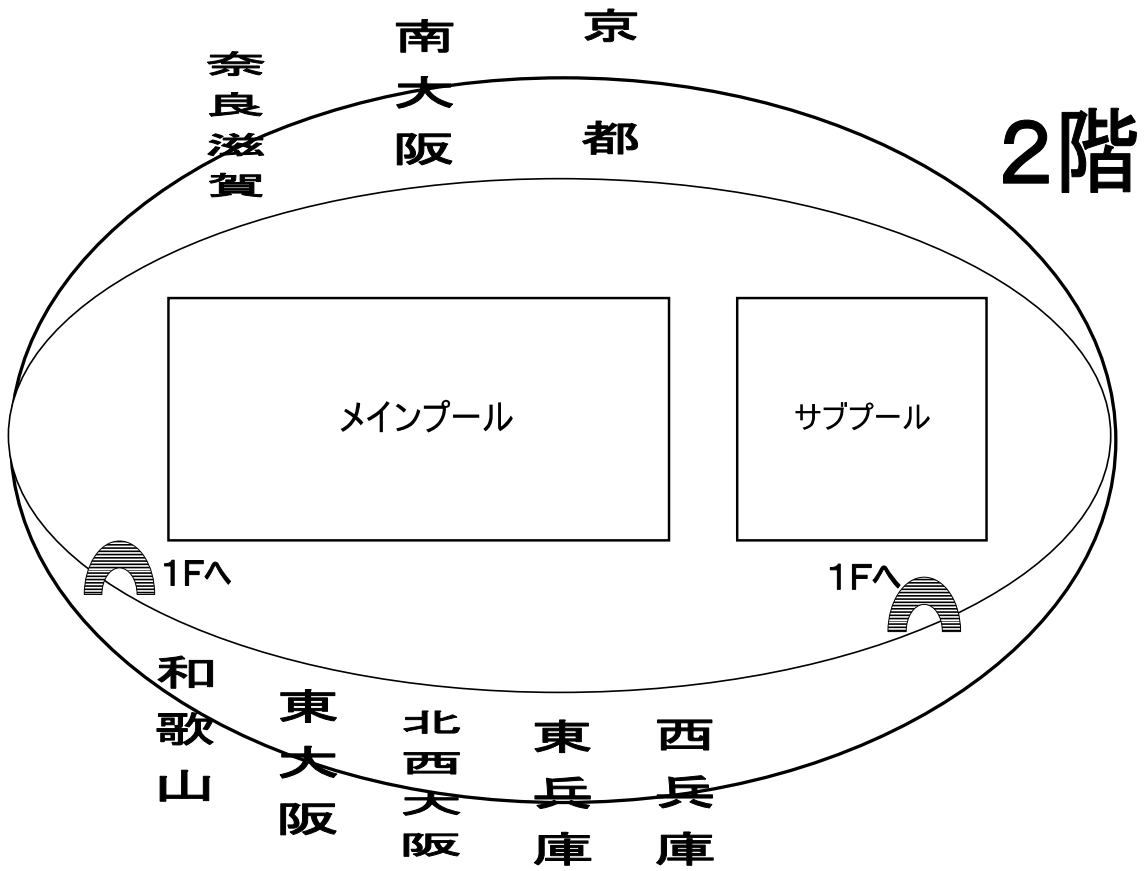 京都
南大阪
奈良滋賀
2階
メインプール
サブプール
1Fへ
1Fへ
和歌山
東大阪
北西大阪
東兵庫
西兵庫